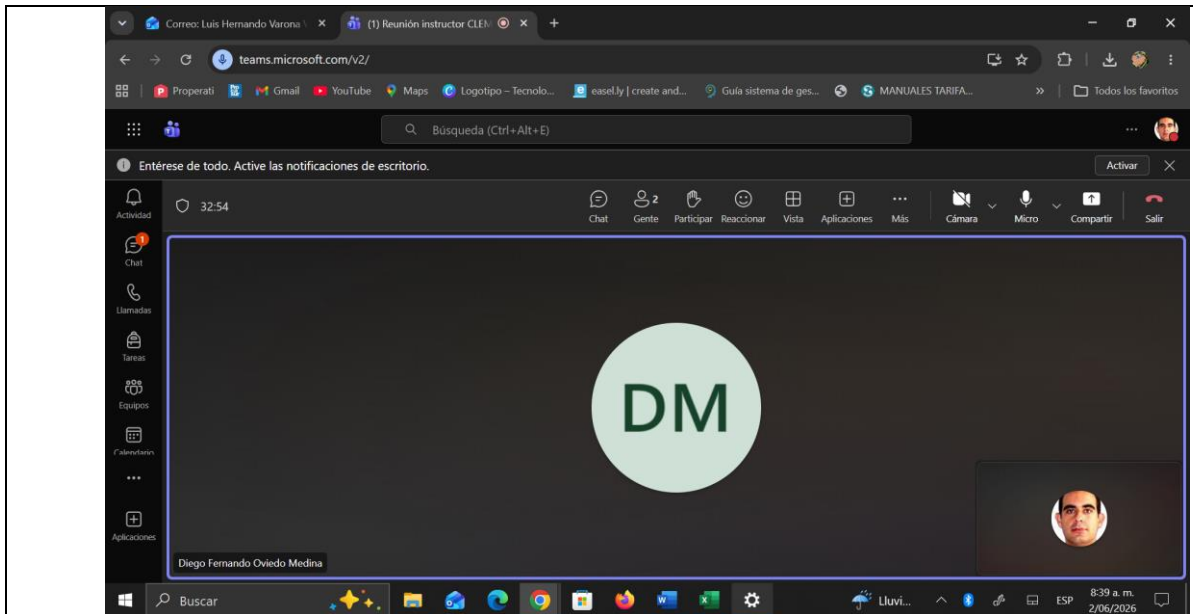 Correo: Luis Hernando Varona
(1) Reunión instructor CLEM
teams.microsoft.com/v2/
Properati
Gmail
YouTube
Maps
Logotipo – Tecnolo...
easel.ly | create and...
Guía sistema de ges...
MANUALES TARIFA...
»
Todos los favoritos
Búsqueda (Ctrl+Alt+E)
Entérese de todo. Active las notificaciones de escritorio.
Activar
Actividad
32:54
Chat
2
Gente
Participar
Reaccionar
Vista
Aplicaciones
Más
Cámara
Micro
Compartir
Salir
1
Chat
Llamadas
Tareas
Equipos
Calendario
Aplicaciones
DM
Diego Fernando Oviedo Medina
Buscar
Lluvi...
ESP
8:39 a. m.
2/06/2026